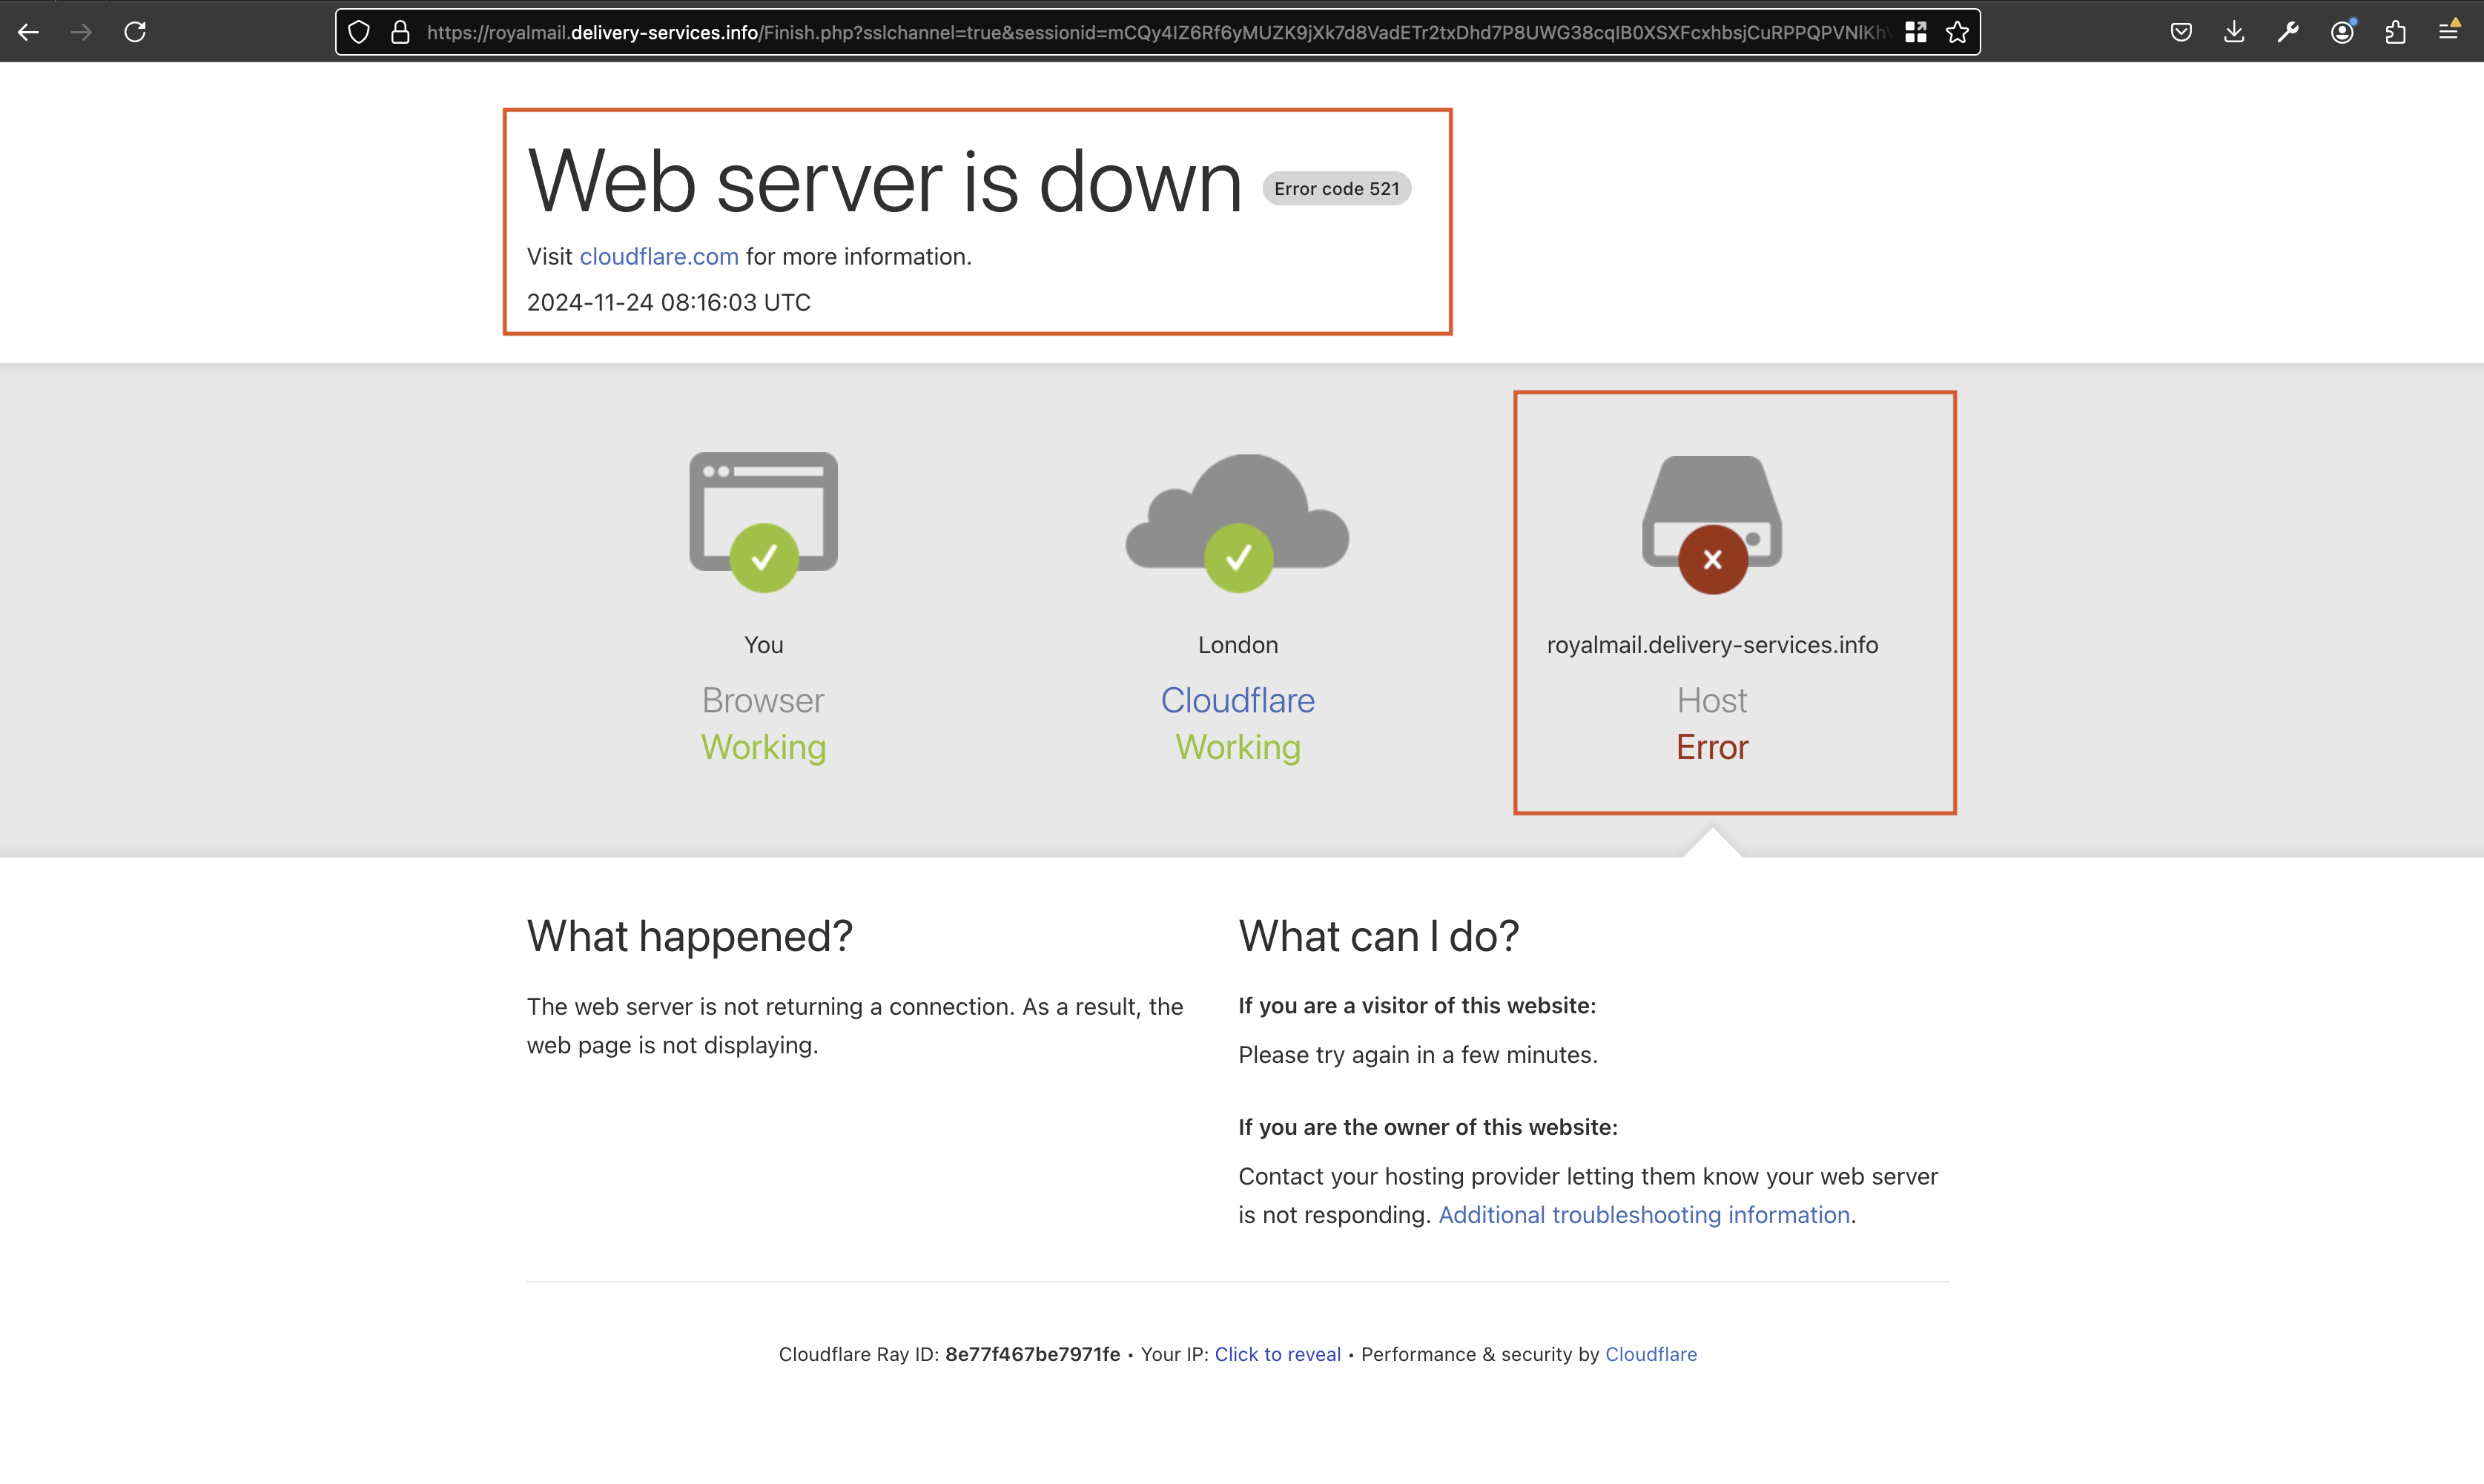 https://royalmail.delivery-services.info/Finish.php?sslchannel=true&sessionid=mCQy4IZ6Rf6yMUZK9jXk7d8VadETr2txDhd7P8UWG38cqIB0XSXFcxhbsjCuRPPQPVNIKh
Web server is down Error code 521
Visit cloudflare.com for more information.
2024-11-24 08:16:03 UTC
You
Browser
Working
London
Cloudflare
Working
royalmail.delivery-services.info
Host
Error
What happened?
The web server is not returning a connection. As a result, the
web page is not displaying.
What can I do?
If you are a visitor of this website:
Please try again in a few minutes.
If you are the owner of this website:
Contact your hosting provider letting them know your web server
is not responding. Additional troubleshooting information.
Cloudflare Ray ID: 8e77f467be7971fe • Your IP: Click to reveal • Performance & security by Cloudflare